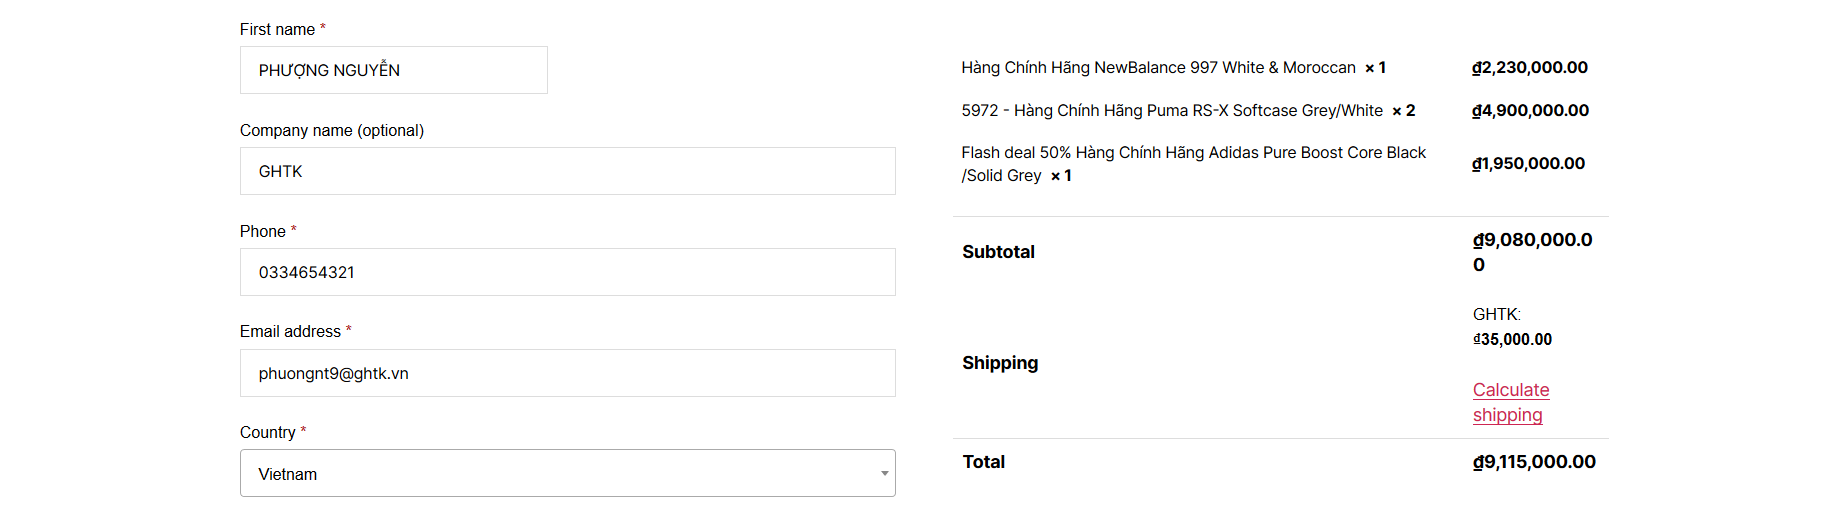 First name *
PHƯỢNG NGUYỄN
Company name (optional)
GHTK
Phone *
0334654321
Email address *
phuongnt9@ghtk.vn
Country *
Vietnam
Hàng Chính Hãng NewBalance 997 White & Moroccan × 1 ₫2,230,000.00
5972 - Hàng Chính Hãng Puma RS-X Softcase Grey/White × 2 ₫4,900,000.00
Flash deal 50% Hàng Chính Hãng Adidas Pure Boost Core Black
/Solid Grey × 1 ₫1,950,000.00
Subtotal ₫9,080,000.0
0
Shipping
GHTK:
₫35,000.00
Calculate
shipping
Total ₫9,115,000.00